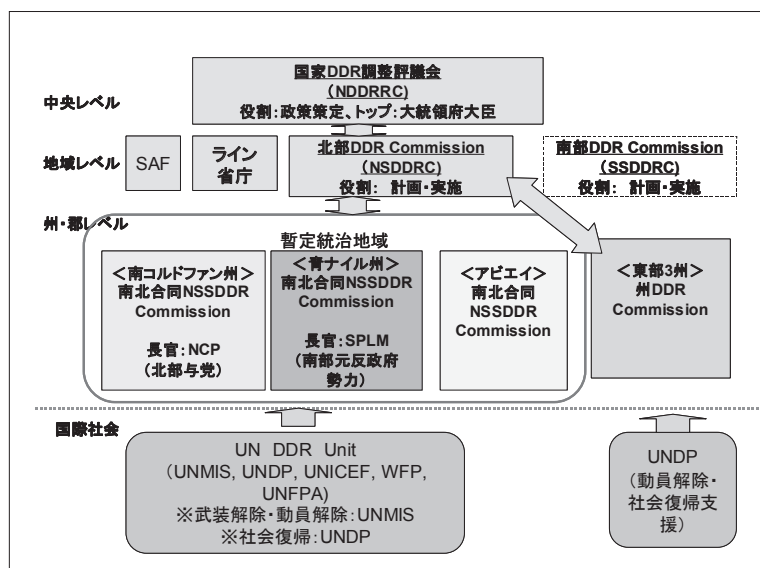 国家DDR調整評議会
（NDDRRC)
役割：政策策定、トップ：大統領府大臣
中央レベル
地域レベル
SAF
ライン
省庁
北部DDR Commission
（NSDDRC)
役割： 計画・実施
南部DDR Commission
（SSDDRC)
役割： 計画・実施
州・郡レベル
暫定統治地域
＜南コルドファン州＞
南北合同NSSDDR
Commission
長官：NCP
（北部与党）
＜青ナイル州＞
南北合同NSSDDR
Commission
長官：SPLM
（南部元反政府
勢力）
＜アビエイ＞
南北合同
NSSDDR
Commission
＜東部3州＞
州DDR
Commission
国際社会
UN DDR Unit
（UNMIS, UNDP, UNICEF, WFP,
UNFPA)
※武装解除・動員解除：UNMIS
※社会復帰：UNDP
UNDP
（動員解除・
社会復帰支
援）